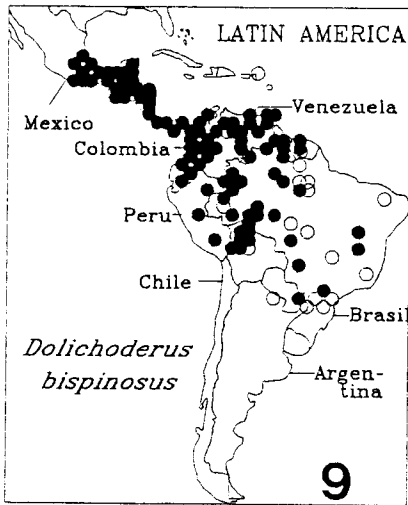 LATIN AMERICA
Venezuela
Mexico
Colombia
Peru
Chile
Brasil
Dolichoderus
bispinosus
Argen-
tina
9